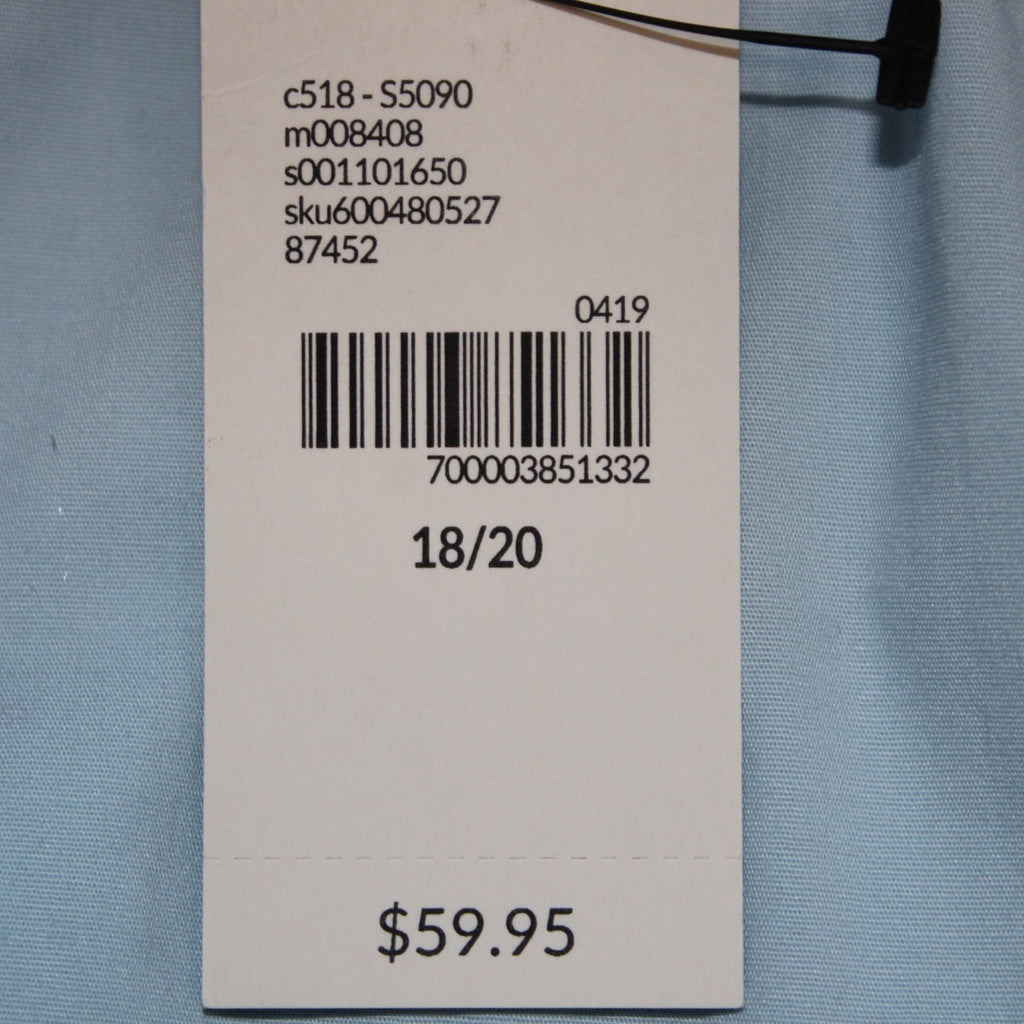 c518 - S5090
m008408
s001101650
sku600480527
87452
0419
700003851332
18/20
$59.95